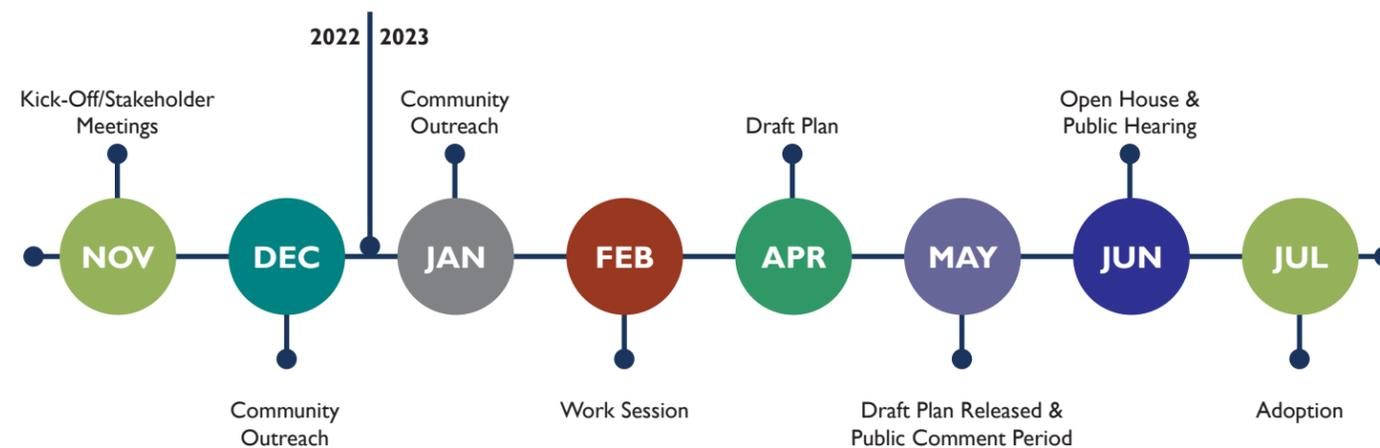 2022 2023
Kick-Off/Stakeholder
Meetings
Community
Outreach
Draft Plan
Open House &
Public Hearing
NOV DEC JAN FEB APR MAY JUN JUL
Community
Outreach
Work Session
Draft Plan Released &
Public Comment Period
Adoption